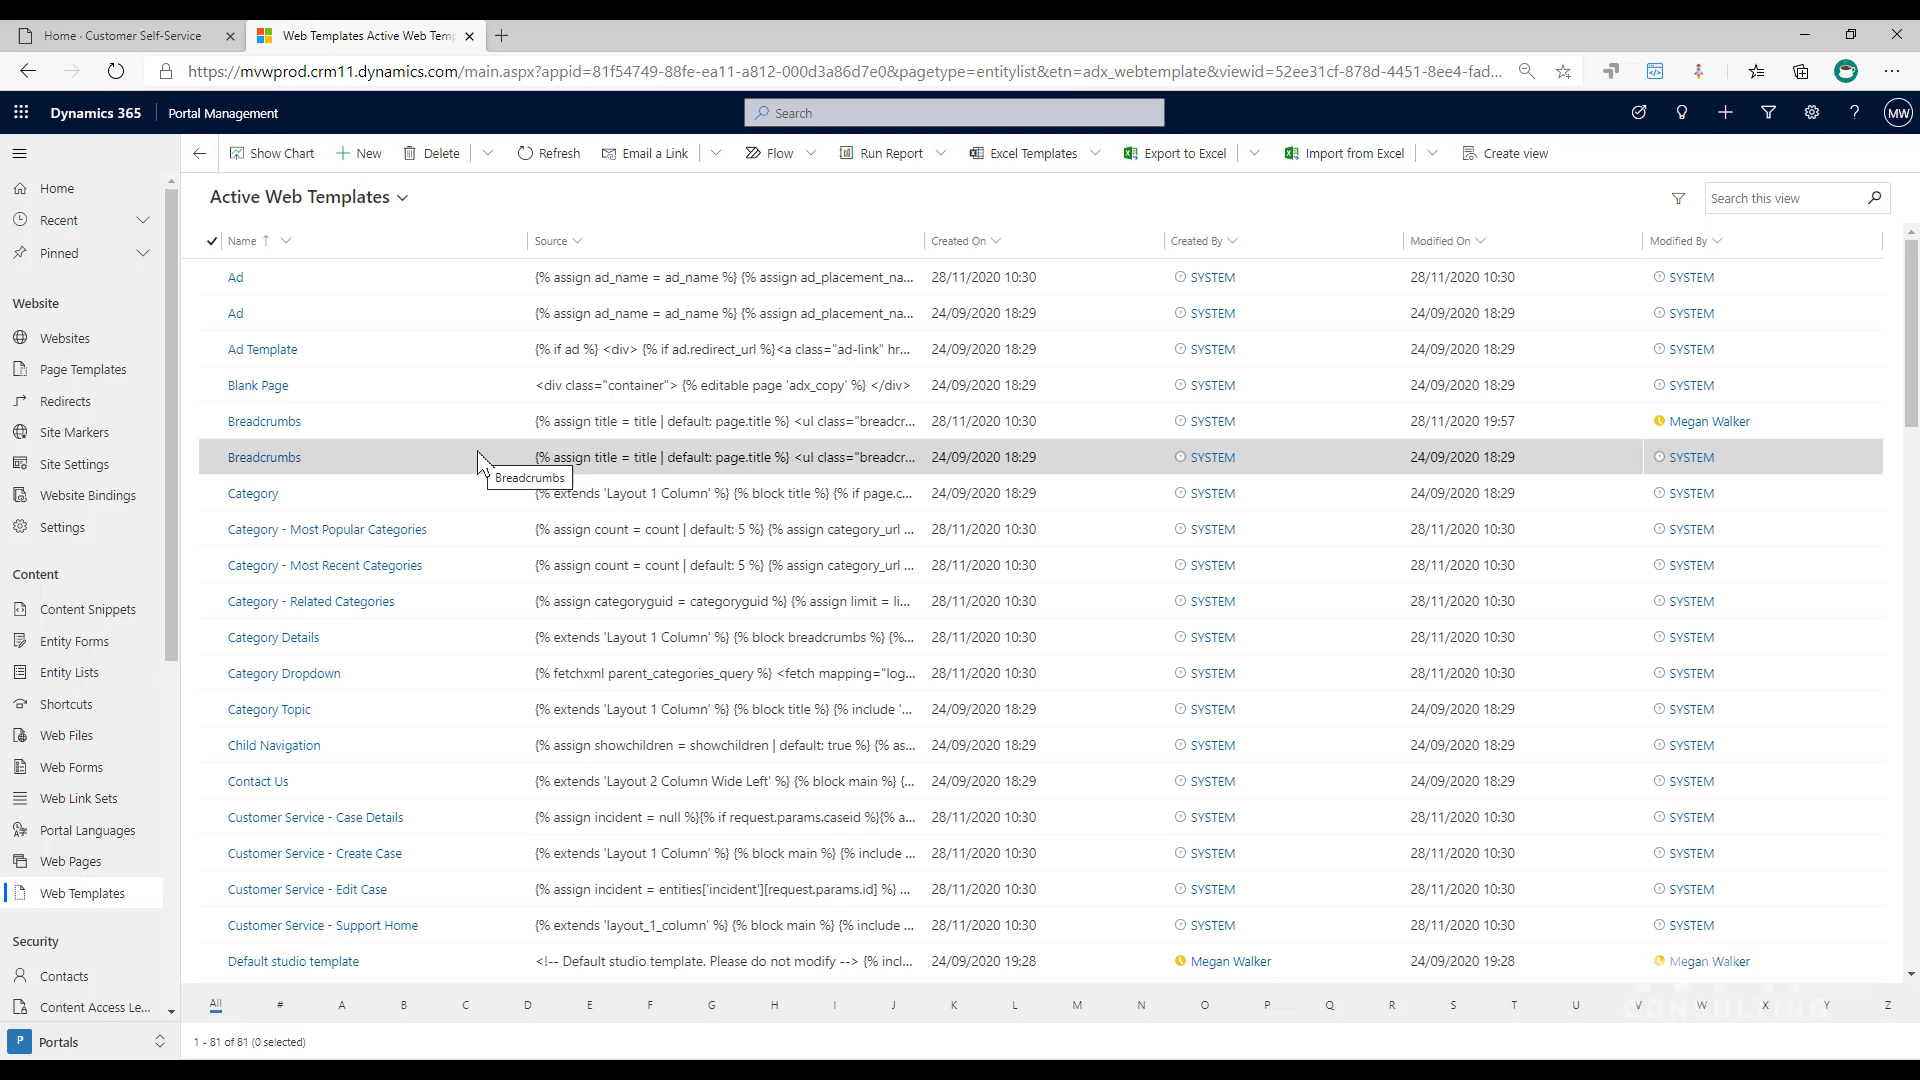 Home · Customer Self-Service
Web Templates Active Web Temp
https://mvwprod.crm11.dynamics.com/main.aspx?appid=81f54749-88fe-ea11-a812-000d3a86d7e0&pagetype=entitylist&etn=adx_webtemplate&viewid=52ee31cf-878d-4451-8ee4-fad...
Dynamics 365
Portal Management
Search
MW
Show Chart
New
Delete
Refresh
Email a Link
Flow
Run Report
Excel Templates
Export to Excel
Import from Excel
Create view
Home
Recent
Pinned
Website
Websites
Page Templates
Redirects
Site Markers
Site Settings
Website Bindings
Settings
Content
Content Snippets
Entity Forms
Entity Lists
Shortcuts
Web Files
Web Forms
Web Link Sets
Portal Languages
Web Pages
Web Templates
Security
Contacts
Content Access Le...
P Portals
Active Web Templates
Search this view
Name Source Created On Created By Modified On Modified By
Ad {% assign ad_name = ad_name %} {% assign ad_placement_na... 28/11/2020 10:30 SYSTEM 28/11/2020 10:30 SYSTEM
Ad {% assign ad_name = ad_name %} {% assign ad_placement_na... 24/09/2020 18:29 SYSTEM 24/09/2020 18:29 SYSTEM
Ad Template {% if ad %} <div> {% if ad.redirect_url %}<a class="ad-link" hr... 24/09/2020 18:29 SYSTEM 24/09/2020 18:29 SYSTEM
Blank Page <div class="container"> {% editable page 'adx_copy' %} </div> 24/09/2020 18:29 SYSTEM 24/09/2020 18:29 SYSTEM
Breadcrumbs {% assign title = title | default: page.title %} <ul class="breadcr... 28/11/2020 10:30 SYSTEM 28/11/2020 19:57 Megan Walker
Breadcrumbs {% assign title = title | default: page.title %} <ul class="breadcr... 24/09/2020 18:29 SYSTEM 24/09/2020 18:29 SYSTEM
Breadcrumbs
Category {% extends 'Layout 1 Column' %} {% block title %} {% if page.c... 24/09/2020 18:29 SYSTEM 24/09/2020 18:29 SYSTEM
Category - Most Popular Categories {% assign count = count | default: 5 %} {% assign category_url ... 28/11/2020 10:30 SYSTEM 28/11/2020 10:30 SYSTEM
Category - Most Recent Categories {% assign count = count | default: 5 %} {% assign category_url ... 28/11/2020 10:30 SYSTEM 28/11/2020 10:30 SYSTEM
Category - Related Categories {% assign categoryguid = categoryguid %} {% assign limit = li... 28/11/2020 10:30 SYSTEM 28/11/2020 10:30 SYSTEM
Category Details {% extends 'Layout 1 Column' %} {% block breadcrumbs %} {%... 28/11/2020 10:30 SYSTEM 28/11/2020 10:30 SYSTEM
Category Dropdown {% fetchxml parent_categories_query %} <fetch mapping="log... 28/11/2020 10:30 SYSTEM 28/11/2020 10:30 SYSTEM
Category Topic {% extends 'Layout 1 Column' %} {% block title %} {% include '... 24/09/2020 18:29 SYSTEM 24/09/2020 18:29 SYSTEM
Child Navigation {% assign showchildren = showchildren | default: true %} {% as... 24/09/2020 18:29 SYSTEM 24/09/2020 18:29 SYSTEM
Contact Us {% extends 'Layout 2 Column Wide Left' %} {% block main %} {... 24/09/2020 18:29 SYSTEM 24/09/2020 18:29 SYSTEM
Customer Service - Case Details {% assign incident = null %}{% if request.params.caseid %}{% a... 28/11/2020 10:30 SYSTEM 28/11/2020 10:30 SYSTEM
Customer Service - Create Case {% extends 'Layout 1 Column' %} {% block main %} {% include ... 28/11/2020 10:30 SYSTEM 28/11/2020 10:30 SYSTEM
Customer Service - Edit Case {% assign incident = entities['incident'][request.params.id] %} ... 28/11/2020 10:30 SYSTEM 28/11/2020 10:30 SYSTEM
Customer Service - Support Home {% extends 'layout_1_column' %} {% block main %} {% include ... 28/11/2020 10:30 SYSTEM 28/11/2020 10:30 SYSTEM
Default studio template <!-- Default studio template. Please do not modify --> {% incl... 24/09/2020 19:28 Megan Walker 24/09/2020 19:28 Megan Walker
All # A B C D E F G H I J K L M N O P Q R S T U V W X Y Z
CONSULTING
1 - 81 of 81 (0 selected)